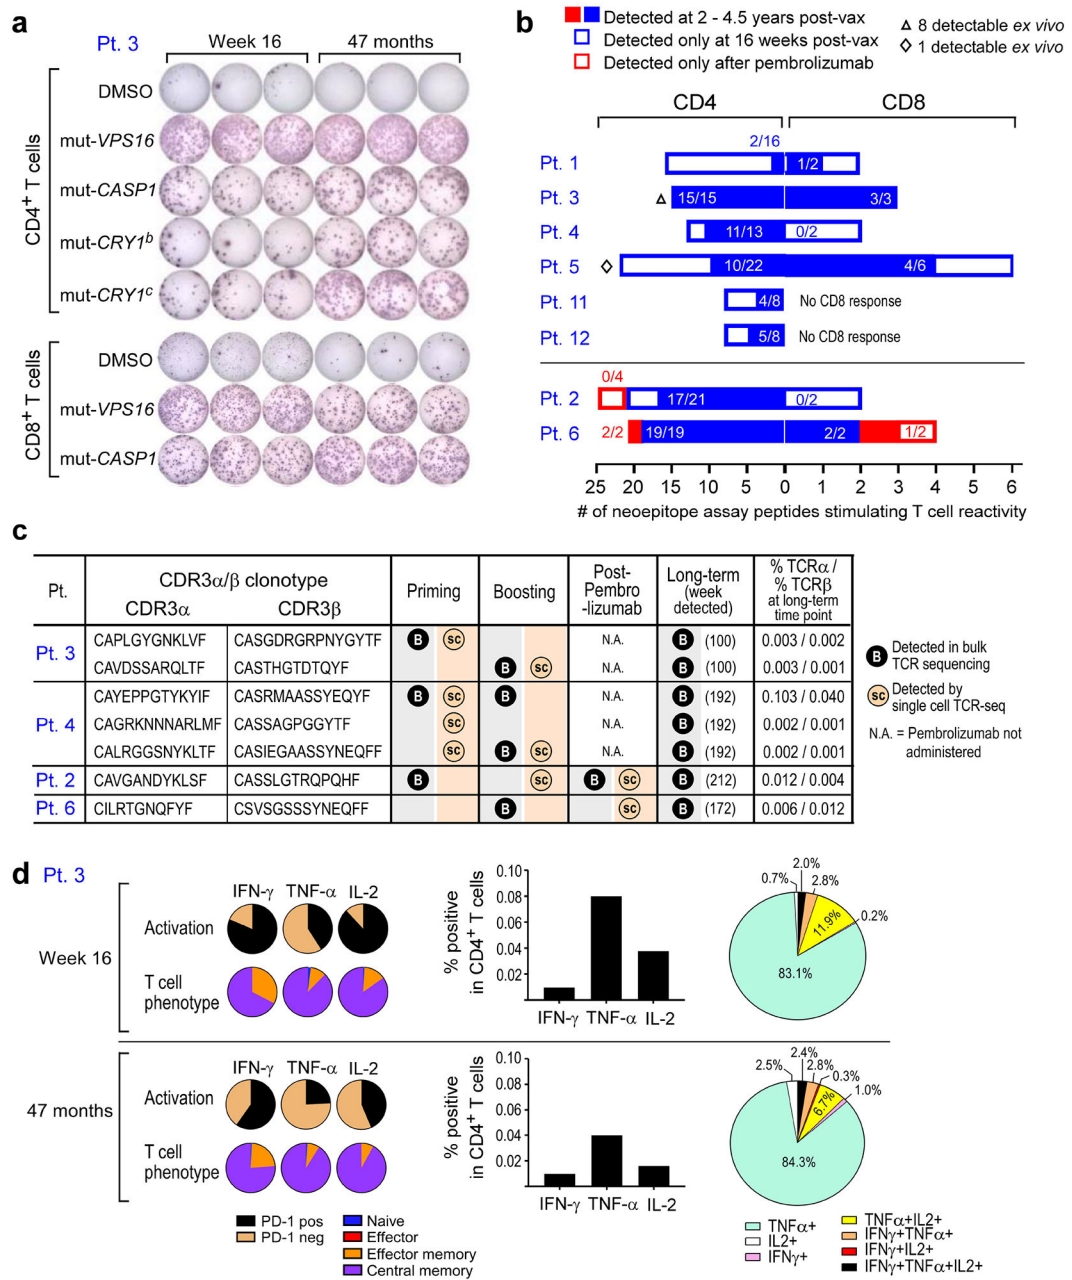 a
Pt. 3
Week 16
47 months
CD4+ T cells
DMSO
mut-VPS16
mut-CASP1
mut-CRY1b
mut-CRY1c
CD8+ T cells
DMSO
mut-VPS16
mut-CASP1
b
Detected at 2 - 4.5 years post-vax
Detected only at 16 weeks post-vax
Detected only after pembrolizumab
8 detectable ex vivo
1 detectable ex vivo
CD4 CD8
2/16
Pt. 1 1/2
Pt. 3 15/15 3/3
Pt. 4 11/13 0/2
Pt. 5 10/22 4/6
Pt. 11 4/8 No CD8 response
Pt. 12 5/8 No CD8 response
0/4
Pt. 2 17/21 0/2
Pt. 6 2/2 19/19 2/2 1/2
25 20 15 10 5 0 1 2 3 4 5 6
# of neoepitope assay peptides stimulating T cell reactivity
c
Pt.
CDR3α/β clonotype
CDR3α CDR3β
Priming
Boosting
Post-
Pembro
-lizumab
Long-term
(week
detected)
% TCRα /
% TCRβ
at long-term
time point
Pt. 3
CAPLGYGNKLVF CASGDRGRPNYGYTF B sc N.A. B (100) 0.003 / 0.002
CAVDSSARQLTF CASTHGTDTQYF B sc N.A. B (100) 0.003 / 0.001
Pt. 4
CAYEPPGTYKYIF CASRMAASSYEQYF B sc B N.A. B (192) 0.103 / 0.040
CAGRKNNNARLMF CASSAGPGGYTF sc N.A. B (192) 0.002 / 0.001
CALRGGSNYKLTF CASIEGAASSYNEQFF sc B sc N.A. B (192) 0.002 / 0.001
Pt. 2 CAVGANDYKLSF CASSLGTRQPQHF B sc B sc B (212) 0.012 / 0.004
Pt. 6 CILRTGNQFYF CSVSGSSSYNEQFF B sc B (172) 0.006 / 0.012
B Detected in bulk
TCR sequencing
sc Detected by
single cell TCR-seq
N.A. = Pembrolizumab not
administered
d
Pt. 3
Week 16
IFN-γ TNF-α IL-2
Activation
T cell
phenotype
% positive
in CD4+ T cells
0.10
0.08
0.06
0.04
0.02
IFN-γ TNF-α IL-2
0.7%
2.0%
2.8%
11.9%
0.2%
83.1%
47 months
IFN-γ TNF-α IL-2
Activation
T cell
phenotype
% positive
in CD4+ T cells
0.10
0.08
0.06
0.04
0.02
IFN-γ TNF-α IL-2
2.5%
2.4%
2.8%
0.3%
6.7%
1.0%
84.3%
PD-1 pos
PD-1 neg
Naive
Effector
Effector memory
Central memory
TNFα+
IL2+
IFNγ+
TNFα+IL2+
IFNγ+TNFα+
IFNγ+IL2+
IFNγ+TNFα+IL2+